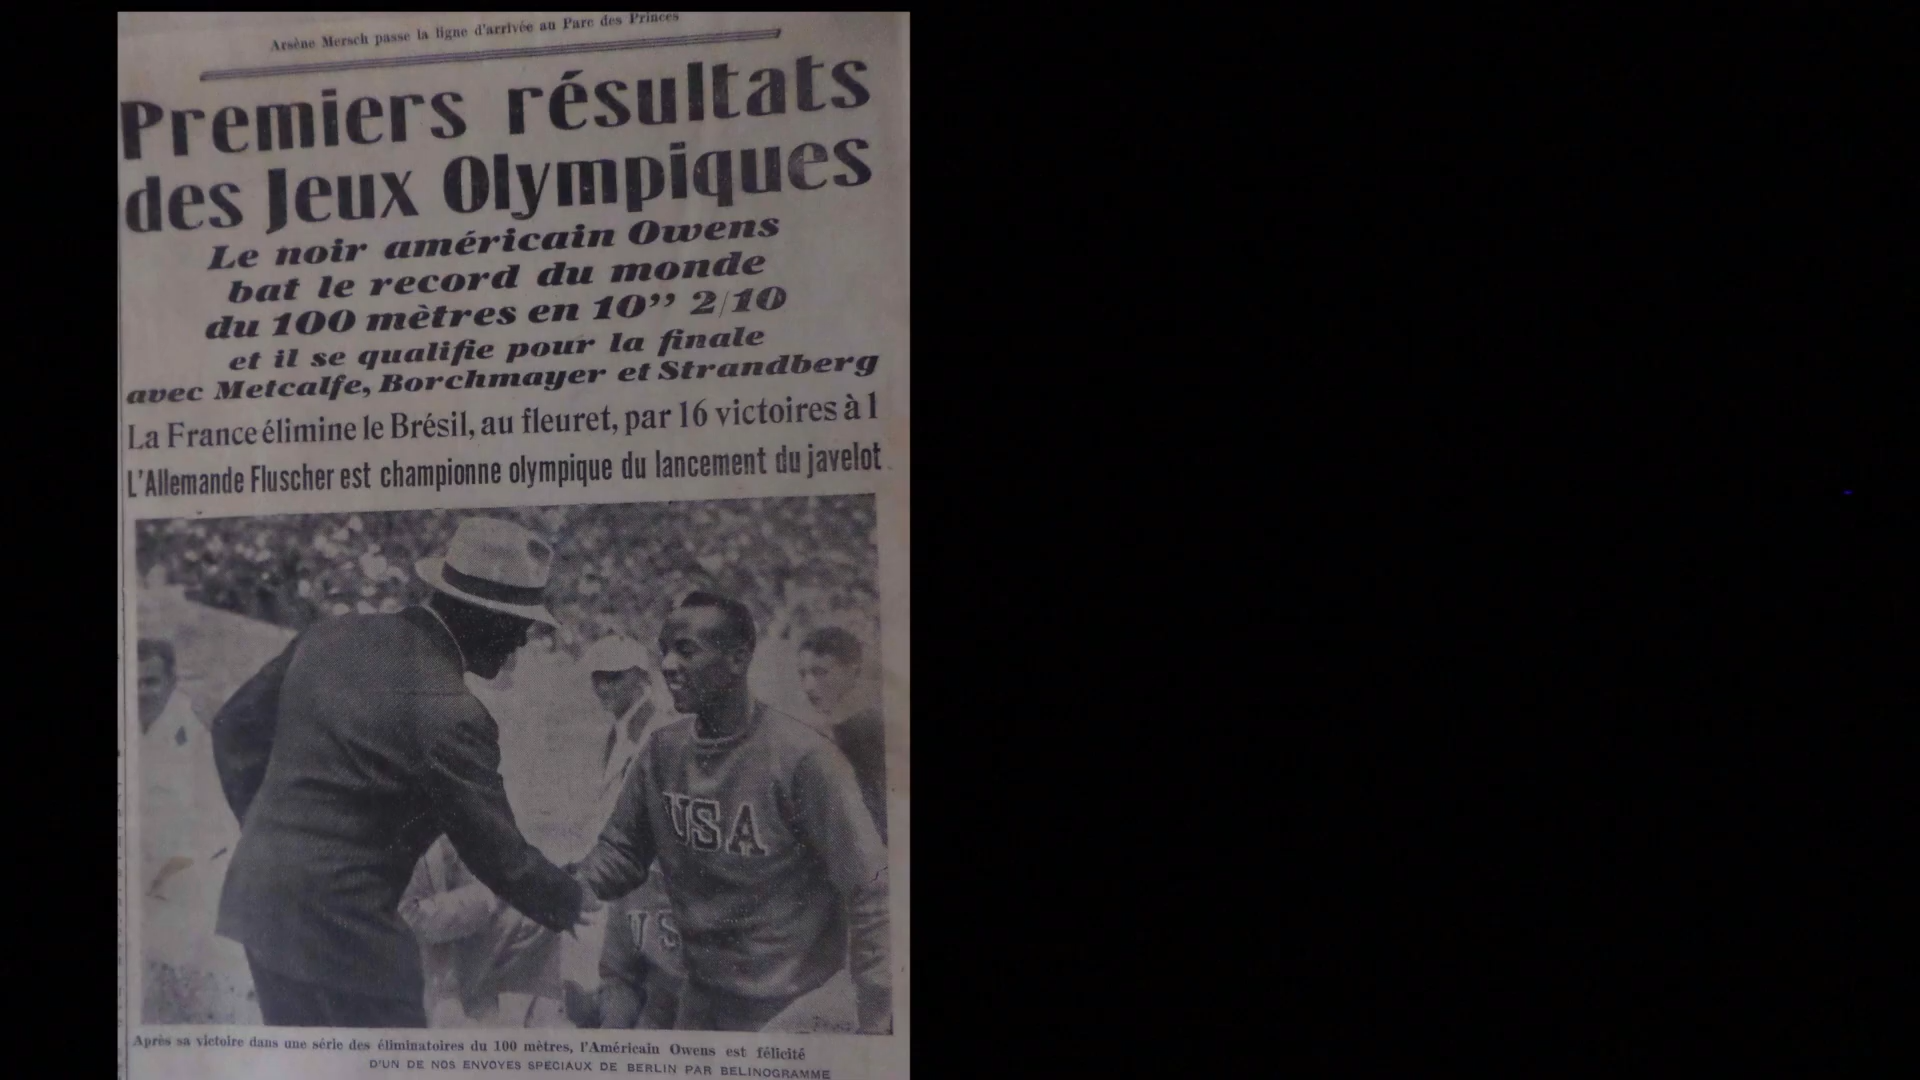 Arsène Mersch passe la ligne d'arrivée au Parc des Princes
Premiers résultats
des Jeux Olympiques
Le noir américain Owens
bat le record du monde
du 100 mètres en 10'' 2/10
et il se qualifie pour la finale
avec Metcalfe, Borchmayer et Strandberg
La France élimine le Brésil, au fleuret, par 16 victoires à 1
L'Allemande Fluscher est championne olympique du lancement du javelot
USA
US
Après sa victoire dans une série des éliminatoires du 100 mètres, l'Américain Owens est félicité
D'UN DE NOS ENVOYES SPECIAUX DE BERLIN PAR BELINOGRAMME